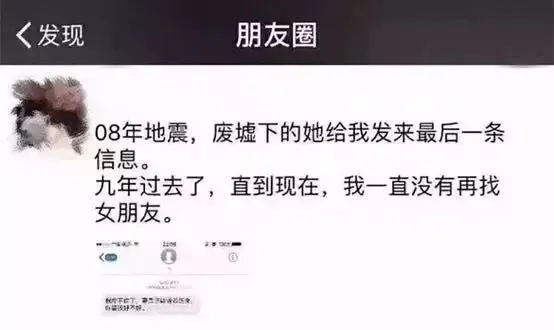 发现
朋友圈
08年地震，废墟下的她给我发来最后一条
信息。
九年过去了，直到现在，我一直没有再找
女朋友。